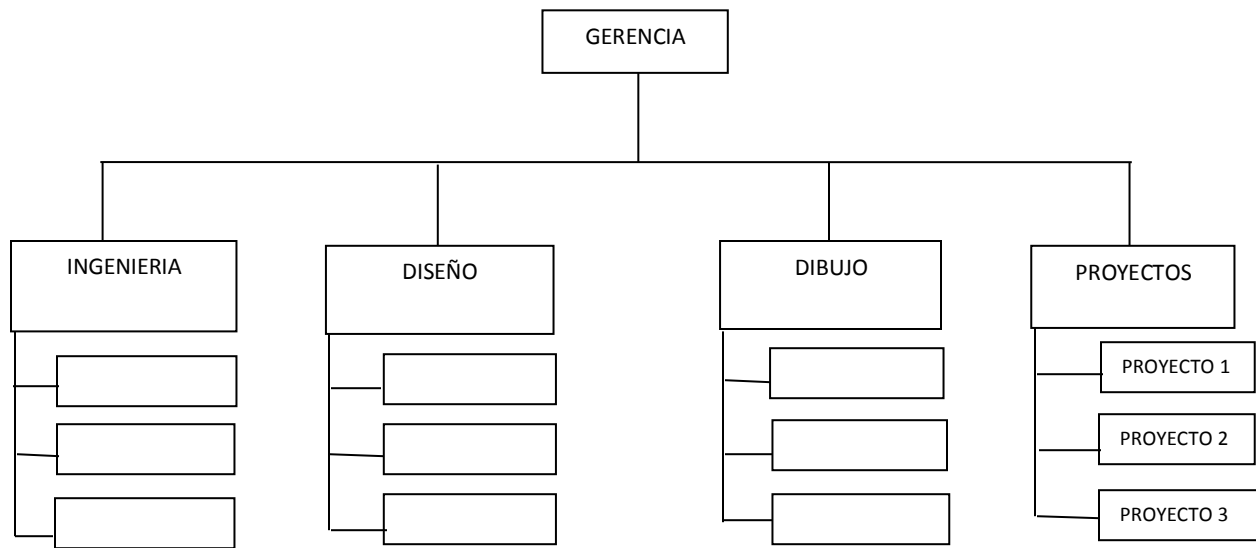 GERENCIA
INGENIERIA
DISEÑO
DIBUJO
PROYECTOS
PROYECTO 1
PROYECTO 2
PROYECTO 3